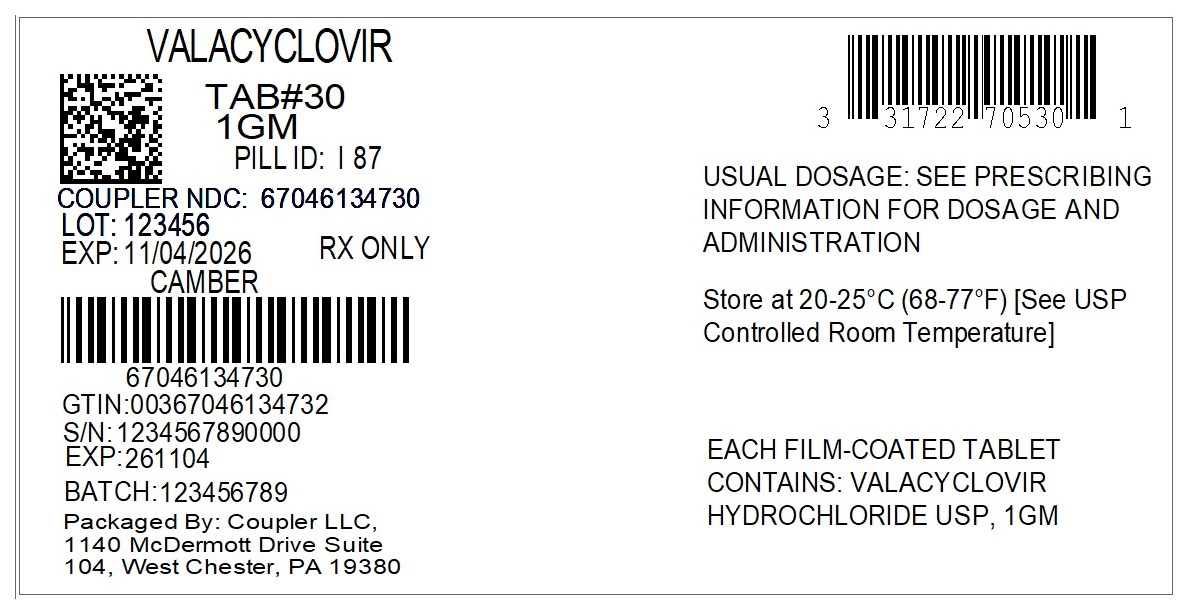 VALACYCLOVIR
TAB#30
1GM
PILL ID: I 87
COUPLER NDC: 67046134730
LOT: 123456
EXP: 11/04/2026 RX ONLY
CAMBER
67046134730
GTIN:00367046134732
S/N:1234567890000
EXP:261104
BATCH:123456789
Packaged By: Coupler LLC,
1140 McDermott Drive Suite
104, West Chester, PA 19380
3 31722 70530 1
USUAL DOSAGE: SEE PRESCRIBING
INFORMATION FOR DOSAGE AND
ADMINISTRATION
Store at 20-25°C (68-77°F) [See USP
Controlled Room Temperature]
EACH FILM-COATED TABLET
CONTAINS: VALACYCLOVIR
HYDROCHLORIDE USP, 1GM